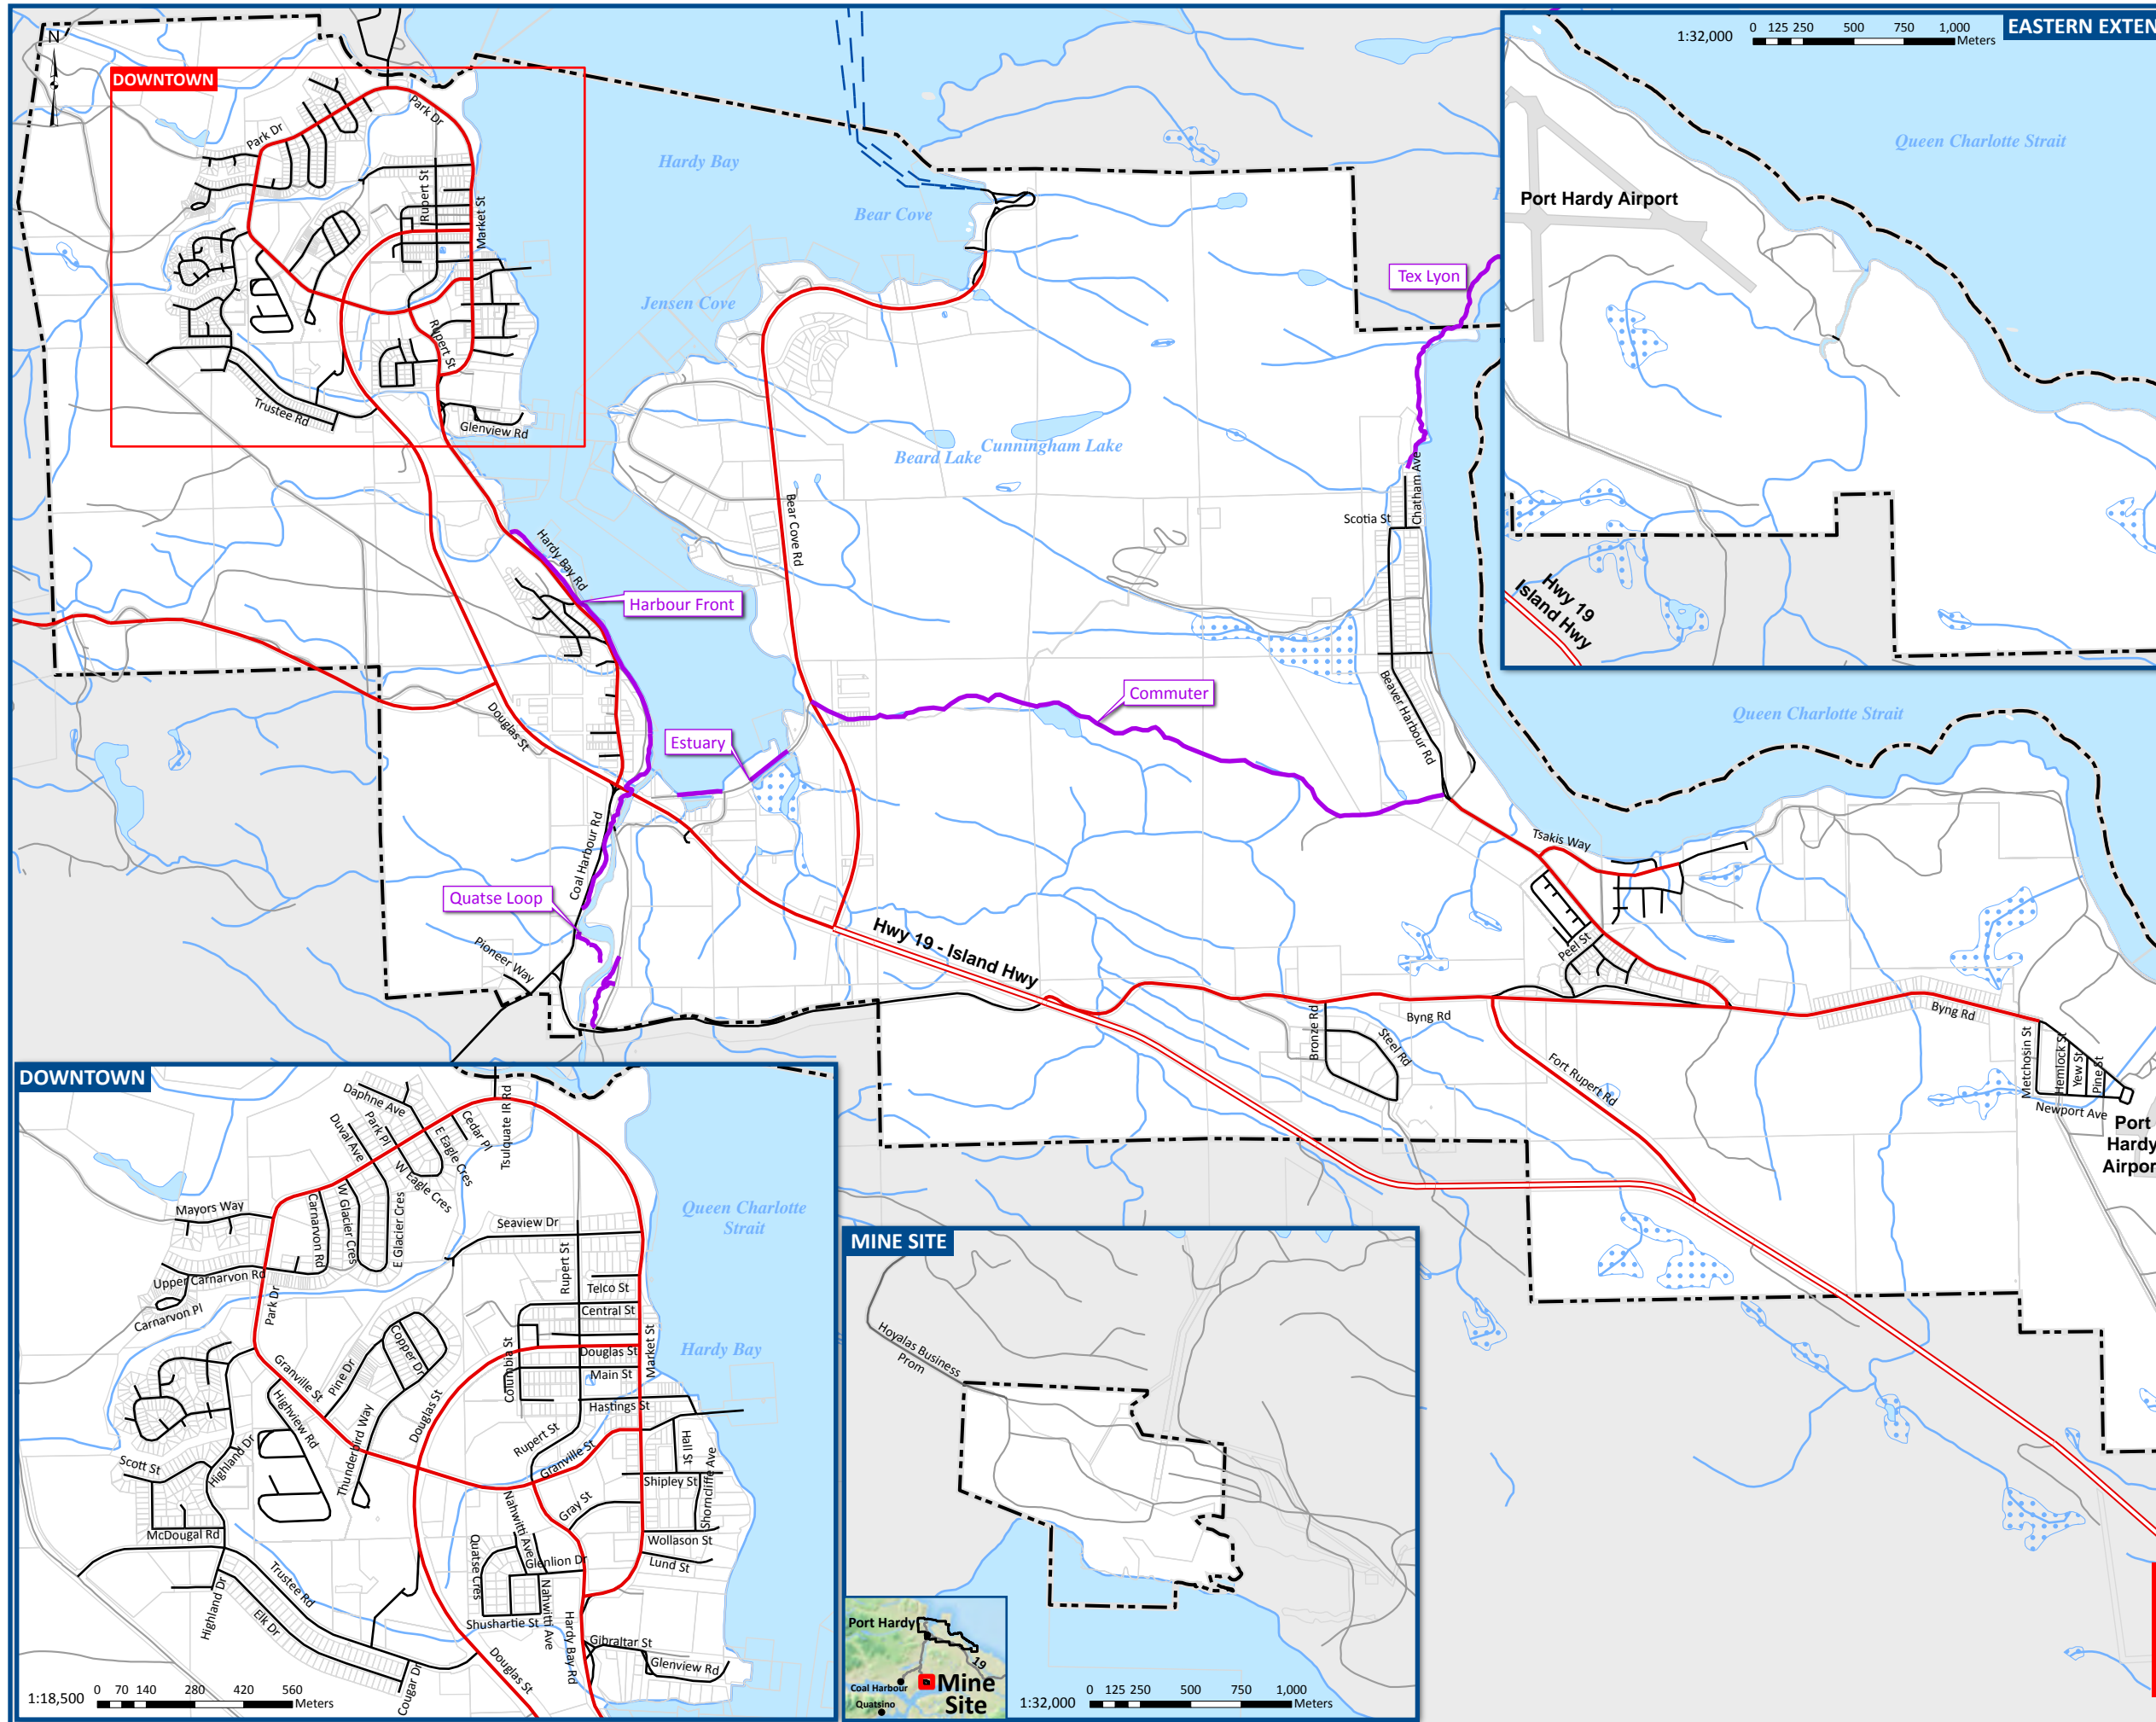 1:32,000
0 125 250 500 750 1,000
Meters
EASTERN EXTEN
N
DOWNTOWN
Park Dr
Park Dr
Hardy Bay
Queen Charlotte Strait
Rupert St
Port Hardy Airport
Bear Cove
Market St
Tex Lyon
Jensen Cove
Rupert St
Trustee Rd
Glenview Rd
Cunningham Lake
Beard Lake
Chatham Ave
Scotia St
Bear Cove Rd
Hardy Bay Rd
Harbour Front
Hwy 19
Island Hwy
Commuter
Beaver Harbour Rd
Queen Charlotte Strait
Douglas St
Estuary
Tsakis Way
Coal Harbour Rd
Quatse Loop
Hwy 19 - Island Hwy
Peel St
Pioneer Way
Bronze Rd
Byng Rd
Byng Rd
Steel Rd
Fort Rupert Rd
Metchosin St
Hemlock St
Yew St
Pine St
Newport Ave
Port
Hardy
Airpor
DOWNTOWN
Daphne Ave
Tsulquate IR Rd
Cedar Pl
Park Pl
Duval Ave
E Eagle Cres
W Eagle Cres
Mayors Way
Carnarvon Rd
W Glacier Cres
E Glacier Cres
Queen Charlotte
Strait
Seaview Dr
Rupert St
Upper Carnarvon Rd
Telco St
Carnarvon Pl
Park Dr
Central St
Copper Dr
Columbia St
Douglas St
Market St
Hardy Bay
Granville St
Pine Dr
Main St
Highview Rd
Douglas St
Hastings St
Thunderbird Way
Rupert St
Granville St
Hall St
Scott St
Highland Dr
Shipley St
Shorncliffe Ave
Nahwitti Ave
Gray St
McDougal Rd
Wollason St
Quatse Cres
Glenlion Dr
Lund St
Trustee Rd
Highland Dr
Elk Dr
Nahwitti Ave
Shushartie St
Hardy Bay Rd
Gibraltar St
Glenview Rd
Douglas St
Cougar Dr
1:18,500
0 70 140 280 420 560
Meters
MINE SITE
Hoyalas Business
Prom
Port Hardy
19
Coal Harbour
Quatsino
Mine
Site
1:32,000
0 125 250 500 750 1,000
Meters